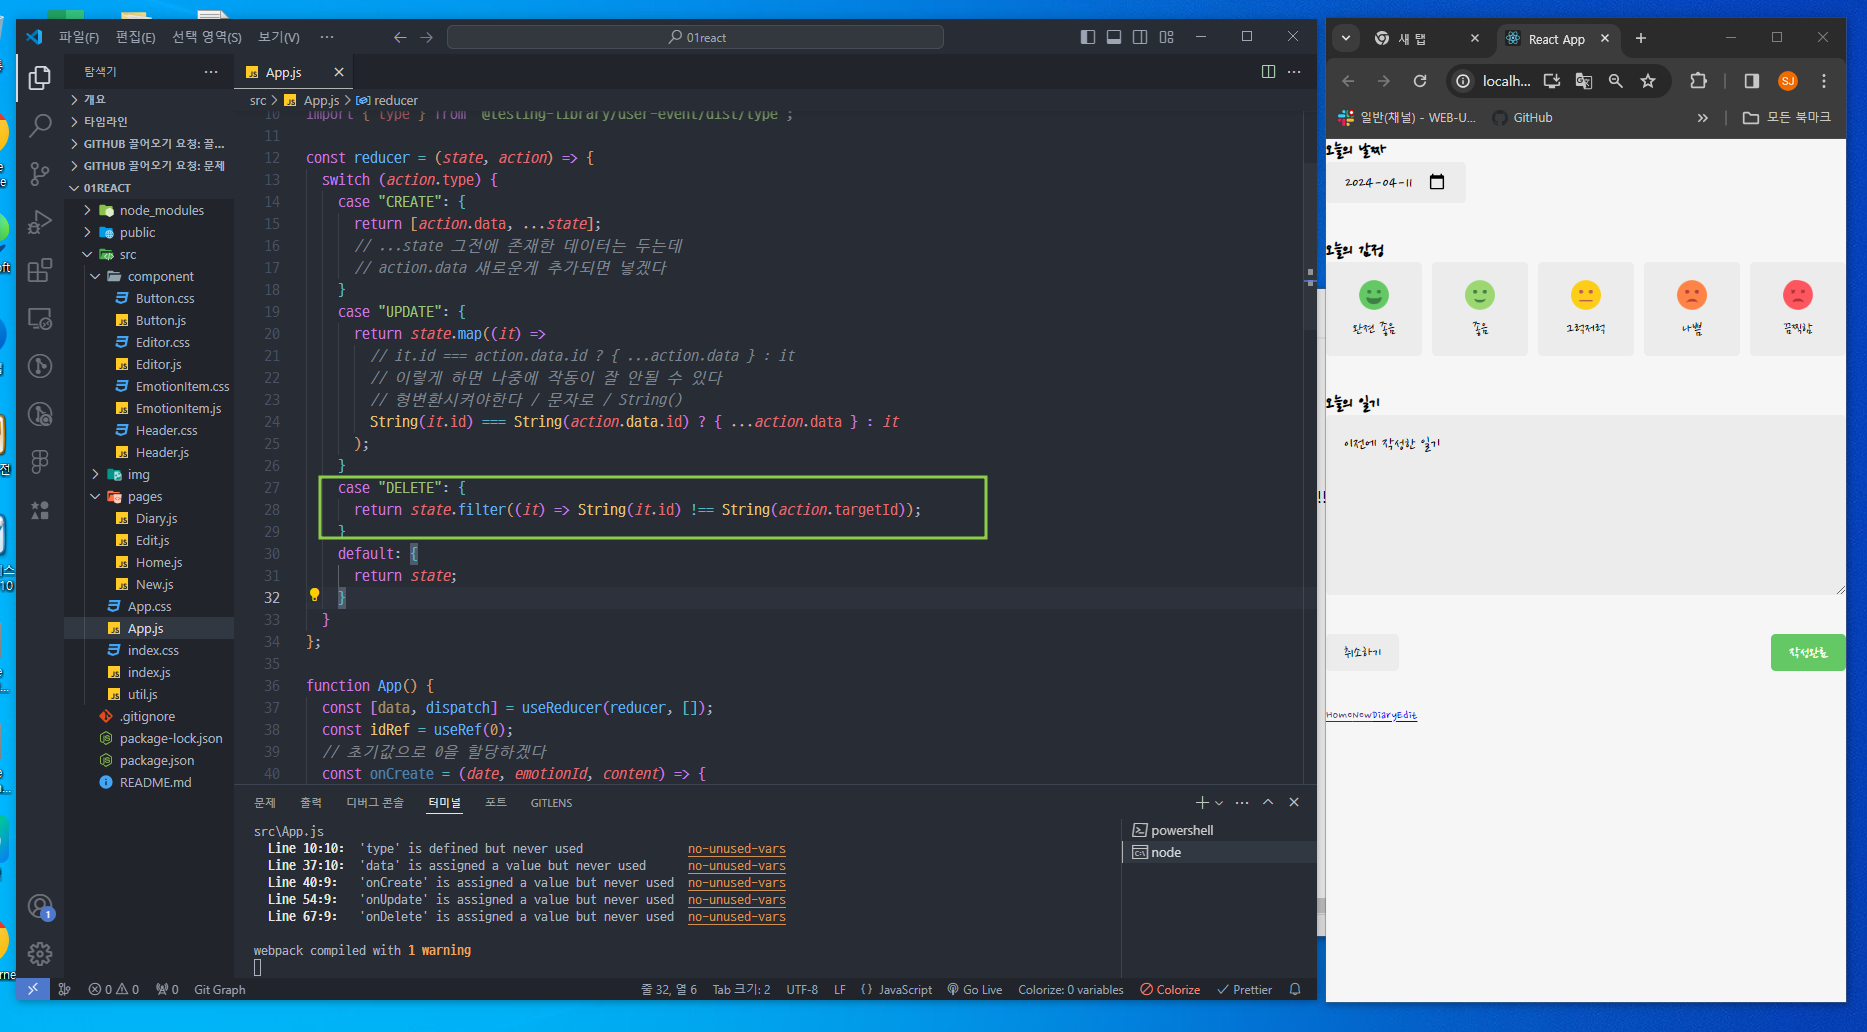 파일(F) 편집(E) 선택 영역(S) 보기(V) ··· 01react
탐색기 ···
App.js
src > App.js > reducer
개요
타임라인
GITHUB 끌어오기 요청: 끌...
GITHUB 끌어오기 요청: 문제
01REACT
node_modules
public
src
component
Button.css
Button.js
Editor.css
Editor.js
EmotionItem.css
EmotionItem.js
Header.css
Header.js
img
pages
Diary.js
Edit.js
Home.js
New.js
App.css
App.js
index.css
index.js
util.js
.gitignore
package-lock.json
package.json
README.md
10 import { type } from "@testing-library/user-event/dist/type";
11
12 const reducer = (state, action) => {
13 switch (action.type) {
14 case "CREATE": {
15 return [action.data, ...state];
16 // ...state 그전에 존재한 데이터는 두는데
17 // action.data 새로운게 추가되면 넣겠다
18 }
19 case "UPDATE": {
20 return state.map((it) =>
21 // it.id === action.data.id ? { ...action.data } : it
22 // 이렇게 하면 나중에 작동이 잘 안될 수 있다
23 // 형변환시켜야한다 / 문자로 / String()
24 String(it.id) === String(action.data.id) ? { ...action.data } : it
25 );
26 }
27 case "DELETE": {
28 return state.filter((it) => String(it.id) !== String(action.targetId));
29 }
30 default: {
31 return state;
32 }
33 }
34 };
35
36 function App() {
37 const [data, dispatch] = useReducer(reducer, []);
38 const idRef = useRef(0);
39 // 초기값으로 0을 할당하겠다
40 const onCreate = (date, emotionId, content) => {
문제 출력 디버그 콘솔 터미널 포트 GITLENS
src\App.js
Line 10:10: 'type' is defined but never used no-unused-vars
Line 37:10: 'data' is assigned a value but never used no-unused-vars
Line 40:9: 'onCreate' is assigned a value but never used no-unused-vars
Line 54:9: 'onUpdate' is assigned a value but never used no-unused-vars
Line 67:9: 'onDelete' is assigned a value but never used no-unused-vars
webpack compiled with 1 warning
powershell
node
1
0 0 0 Git Graph 줄 32, 열 6 Tab 크기: 2 UTF-8 LF {} JavaScript Go Live Colorize: 0 variables Colorize Prettier
새 탭 React App
localh... SJ
일반(채널) - WEB-U... GitHub » 모든 북마크
오늘의 날짜
2024-04-11
오늘의 감정
완전 좋음 좋음 그럭저럭 나쁨 끔찍함
오늘의 일기
이전에 작성한 일기
취소하기 작성완료
HomeNewDiaryEdit
!!